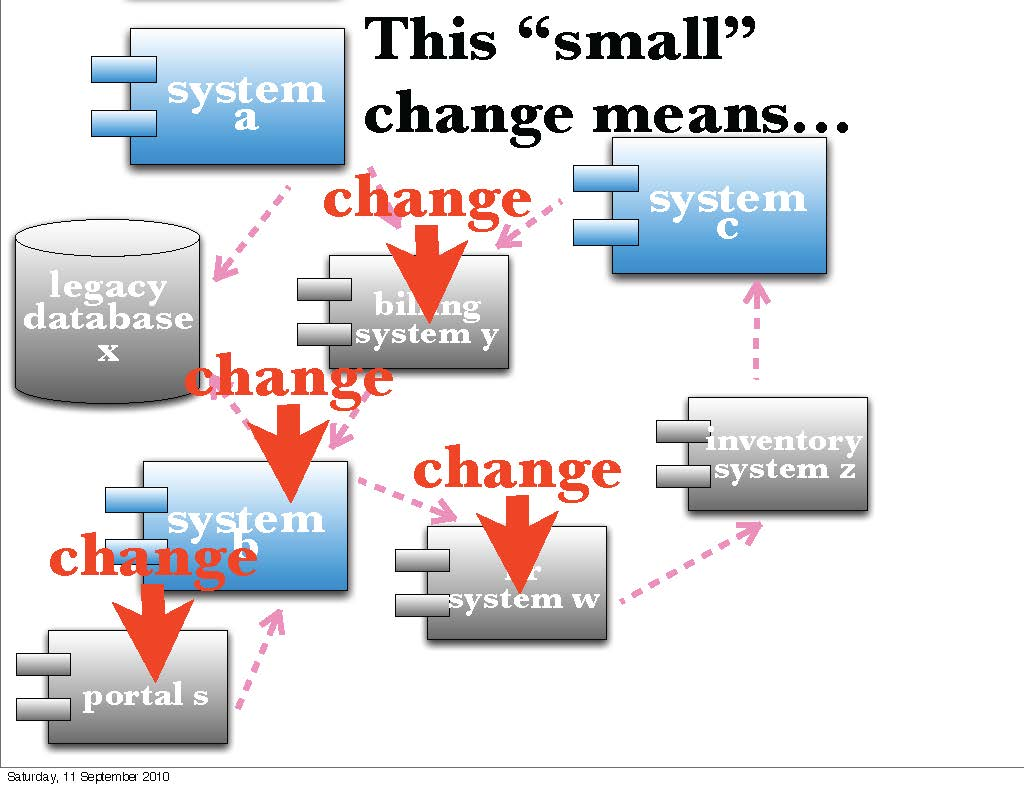 This “small”
change means...
system
a
change
system
c
legacy
database
x
billing
system y
change
inventory
system z
change
system
b
change
system w
portal s
Saturday, 11 September 2010